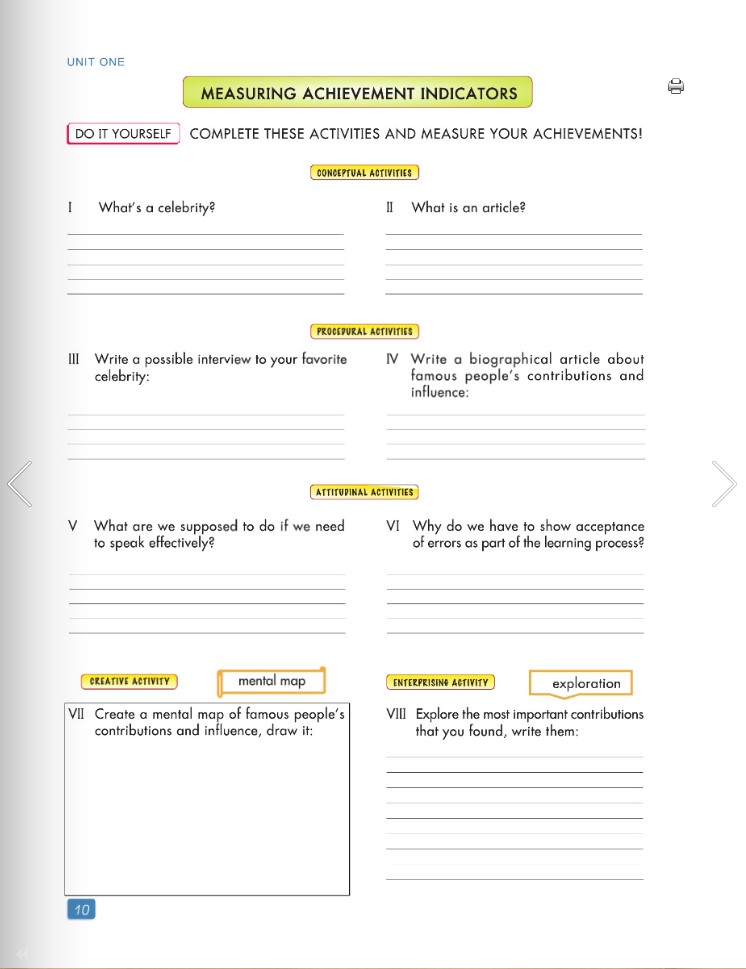 UNIT ONE
MEASURING ACHIEVEMENT INDICATORS
DO IT YOURSELF COMPLETE THESE ACTIVITIES AND MEASURE YOUR ACHIEVEMENTS!
CONCEPTUAL ACTIVITIES
I What's a celebrity?
II What is an article?
PROCEDURAL ACTIVITIES
III Write a possible interview to your favorite
celebrity:
IV Write a biographical article about
famous people's contributions and
influence:
ATTITUDINAL ACTIVITIES
V What are we supposed to do if we need
to speak effectively?
VI Why do we have to show acceptance
of errors as part of the learning process?
CREATIVE ACTIVITY mental map
VII Create a mental map of famous people's
contributions and influence, draw it:
ENTERPRISING ACTIVITY exploration
VIII Explore the most important contributions
that you found, write them:
10